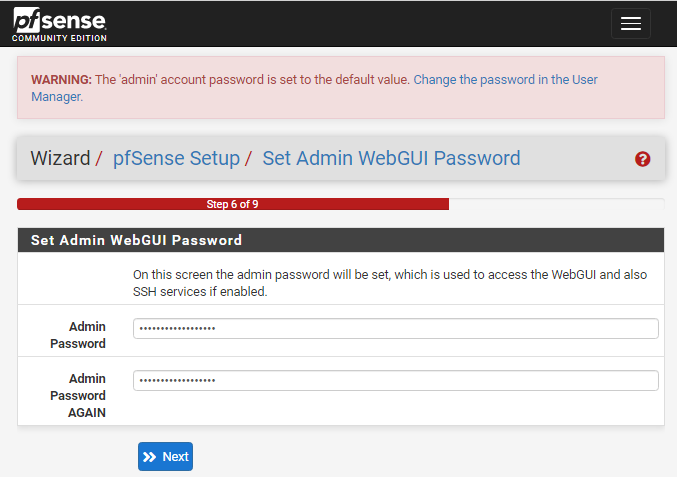 pfsense
COMMUNITY EDITION
WARNING: The 'admin' account password is set to the default value. Change the password in the User
Manager.
Wizard / pfSense Setup / Set Admin WebGUI Password
Step 6 of 9
Set Admin WebGUI Password
On this screen the admin password will be set, which is used to access the WebGUI and also
SSH services if enabled.
Admin
Password
••••••••••••••••••
Admin
Password
AGAIN
••••••••••••••••••
Next